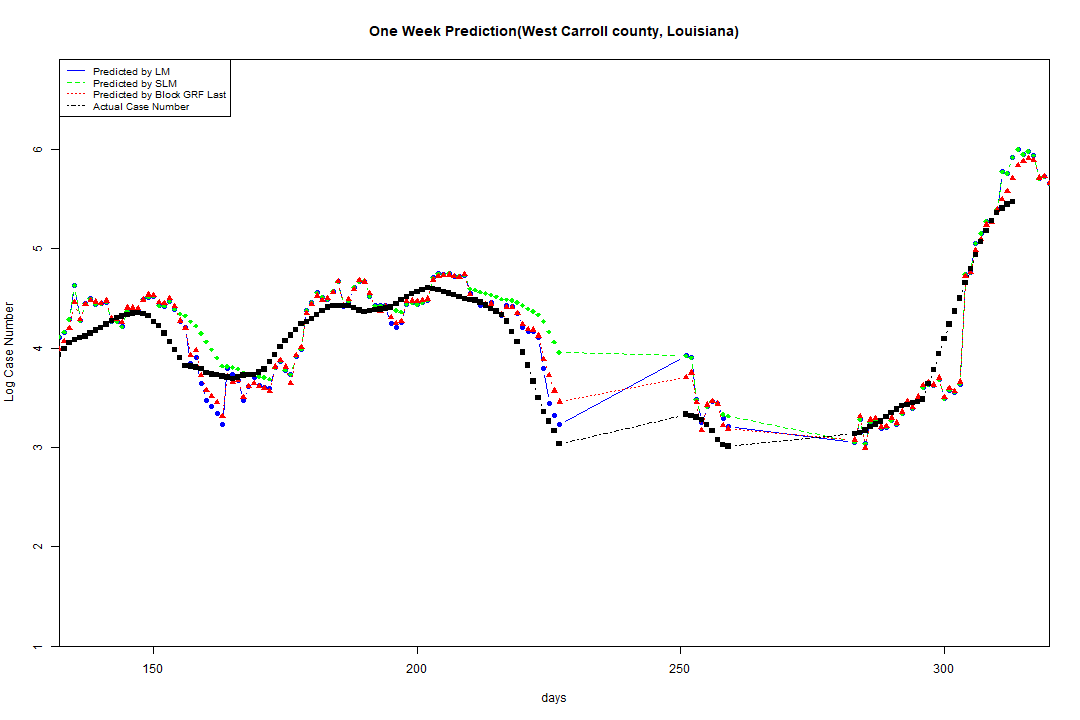 One Week Prediction(West Carroll county, Louisiana)
Predicted by LM
Predicted by SLM
Predicted by Block GRF Last
Actual Case Number
6
5
4
3
2
1
Log Case Number
150 200 250 300
days